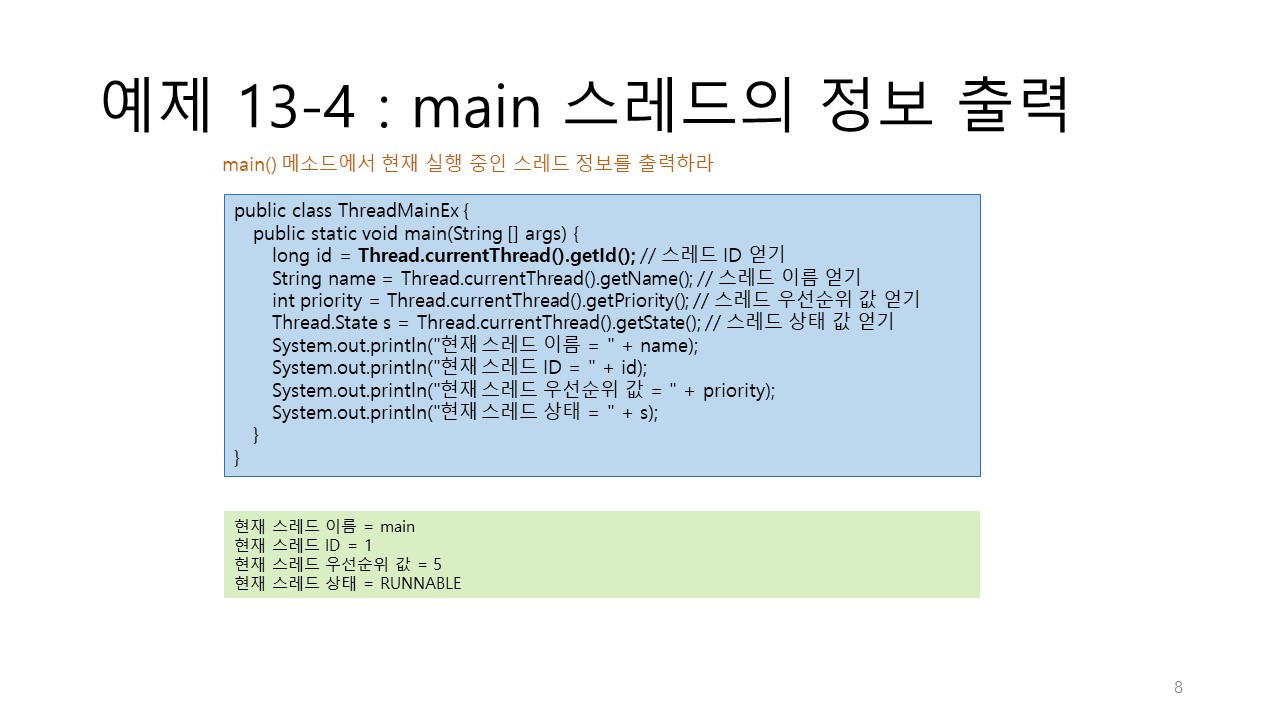 예제 13-4 : main 스레드의 정보 출력
main() 메소드에서 현재 실행 중인 스레드 정보를 출력하라
public class ThreadMainEx {
public static void main(String [] args) {
long id = Thread.currentThread().getId(); // 스레드 ID 얻기
String name = Thread.currentThread().getName(); // 스레드 이름 얻기
int priority = Thread.currentThread().getPriority(); // 스레드 우선순위 값 얻기
Thread.State s = Thread.currentThread().getState(); // 스레드 상태 값 얻기
System.out.println("현재 스레드 이름 = " + name);
System.out.println("현재 스레드 ID = " + id);
System.out.println("현재 스레드 우선순위 값 = " + priority);
System.out.println("현재 스레드 상태 = " + s);
}
}
현재 스레드 이름 = main
현재 스레드 ID = 1
현재 스레드 우선순위 값 = 5
현재 스레드 상태 = RUNNABLE
8